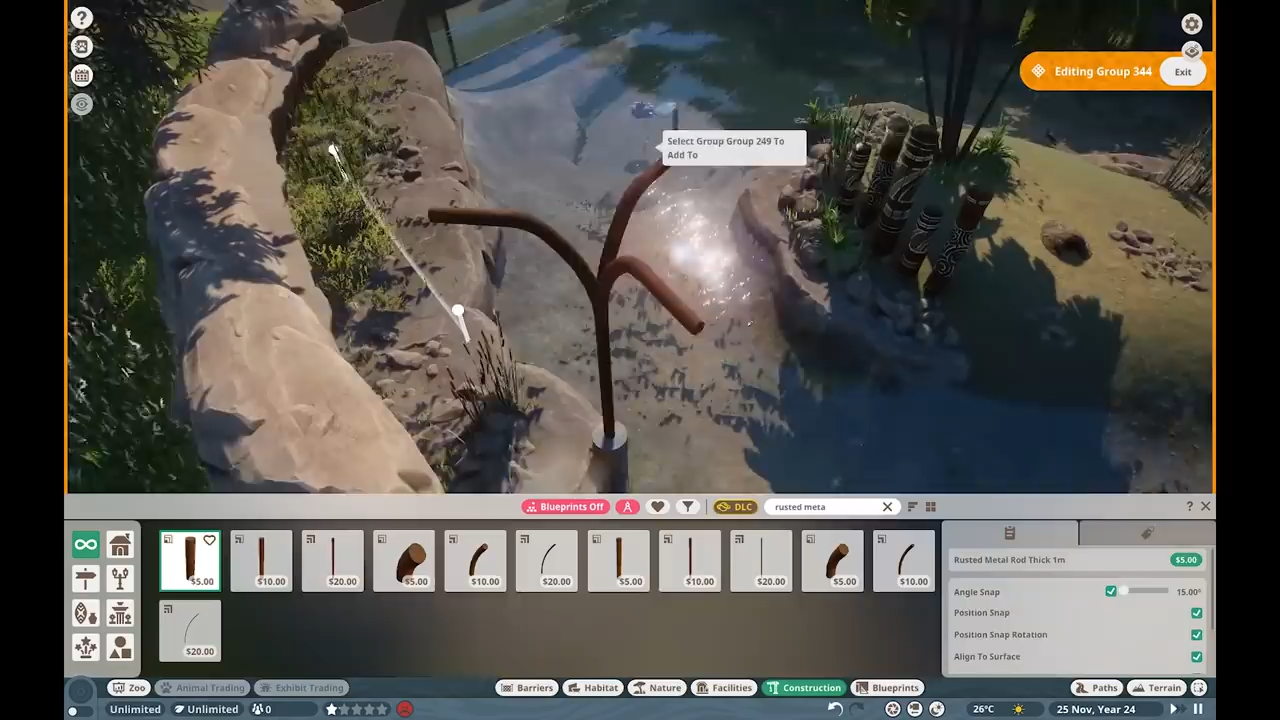 ?
Editing Group 344
Exit
Select Group Group 249 To
Add To
Blueprints Off
DLC
rusted meta
?
$5.00
$10.00
$20.00
$5.00
$10.00
$20.00
$5.00
$10.00
$20.00
$5.00
$10.00
$20.00
Rusted Metal Rod Thick 1m
$5.00
Angle Snap
15.00°
Position Snap
Position Snap Rotation
Align To Surface
Zoo
Animal Trading
Exhibit Trading
Barriers
Habitat
Nature
Facilities
Construction
Blueprints
Paths
Terrain
Unlimited
Unlimited
0
26°C
25 Nov, Year 24